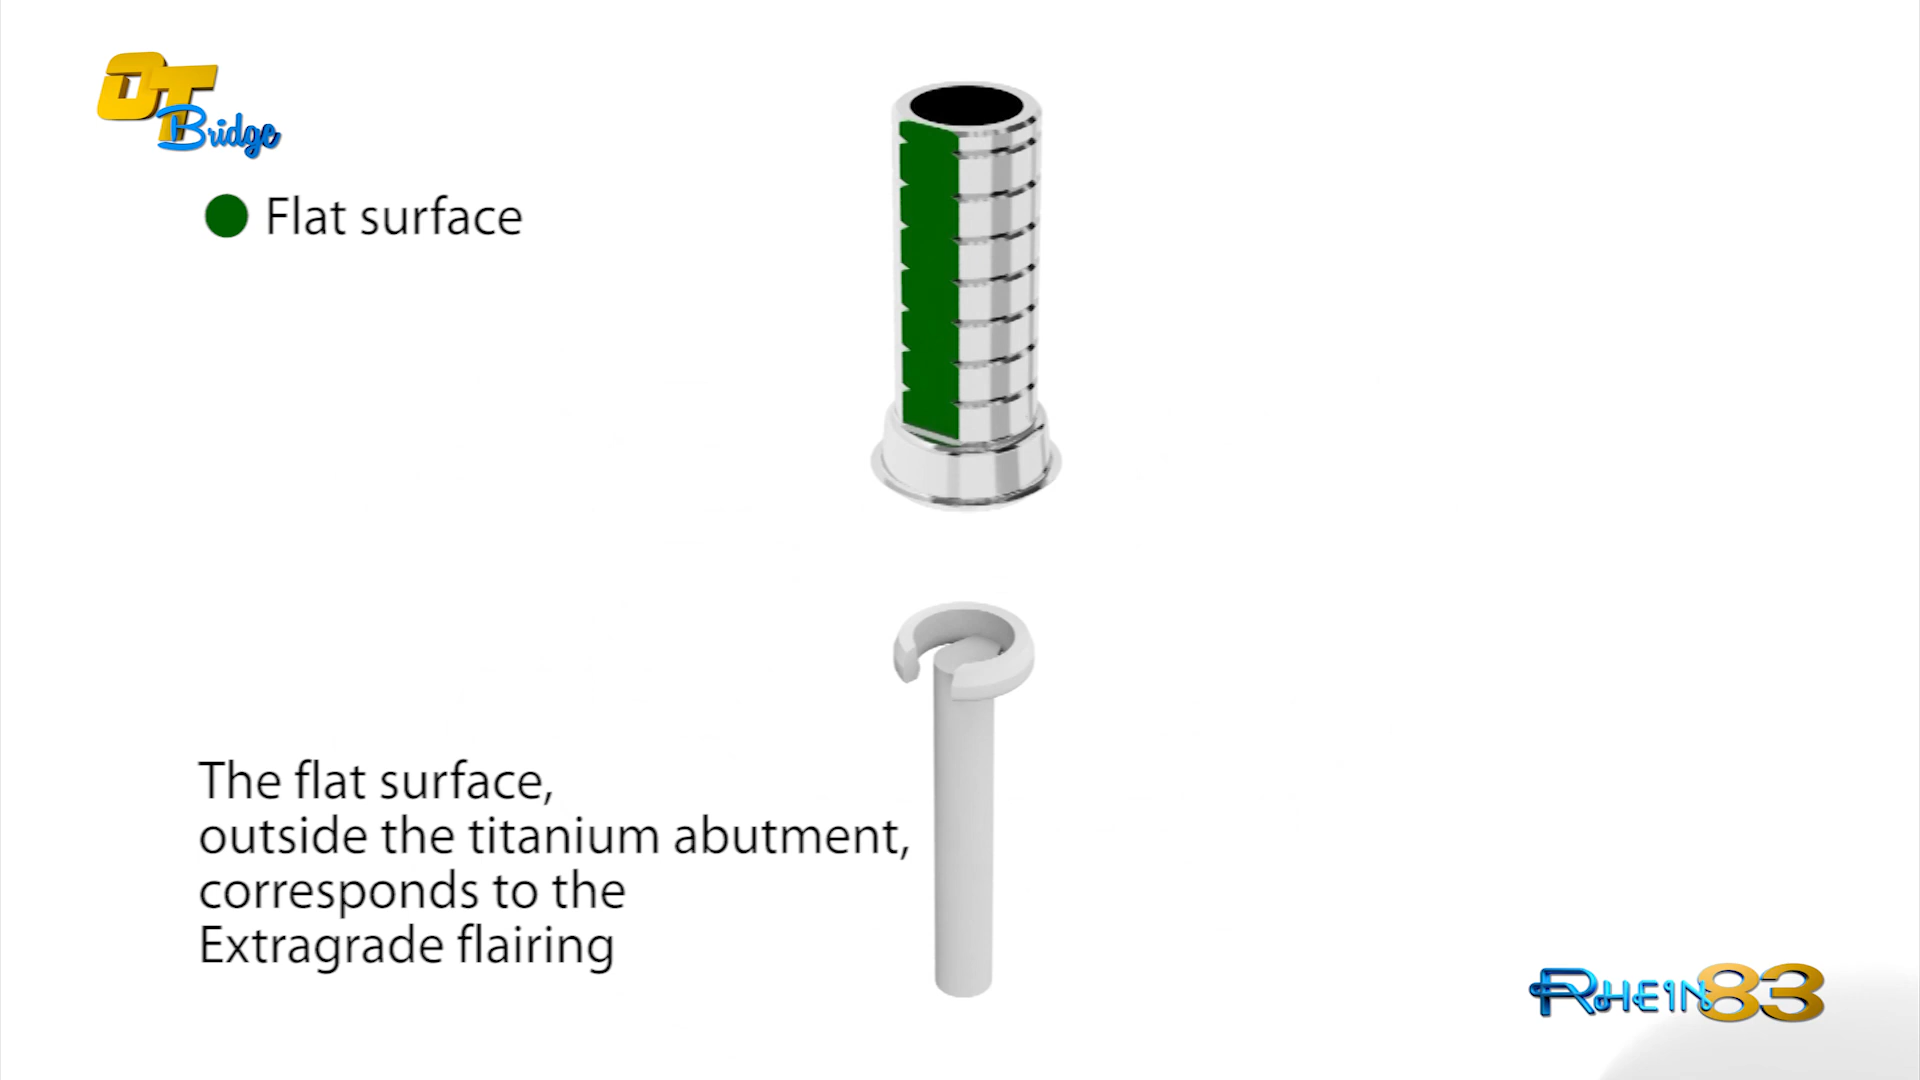 OT
Bridge
Flat surface
The flat surface,
outside the titanium abutment,
corresponds to the
Extragrade flairing
RHEIN83